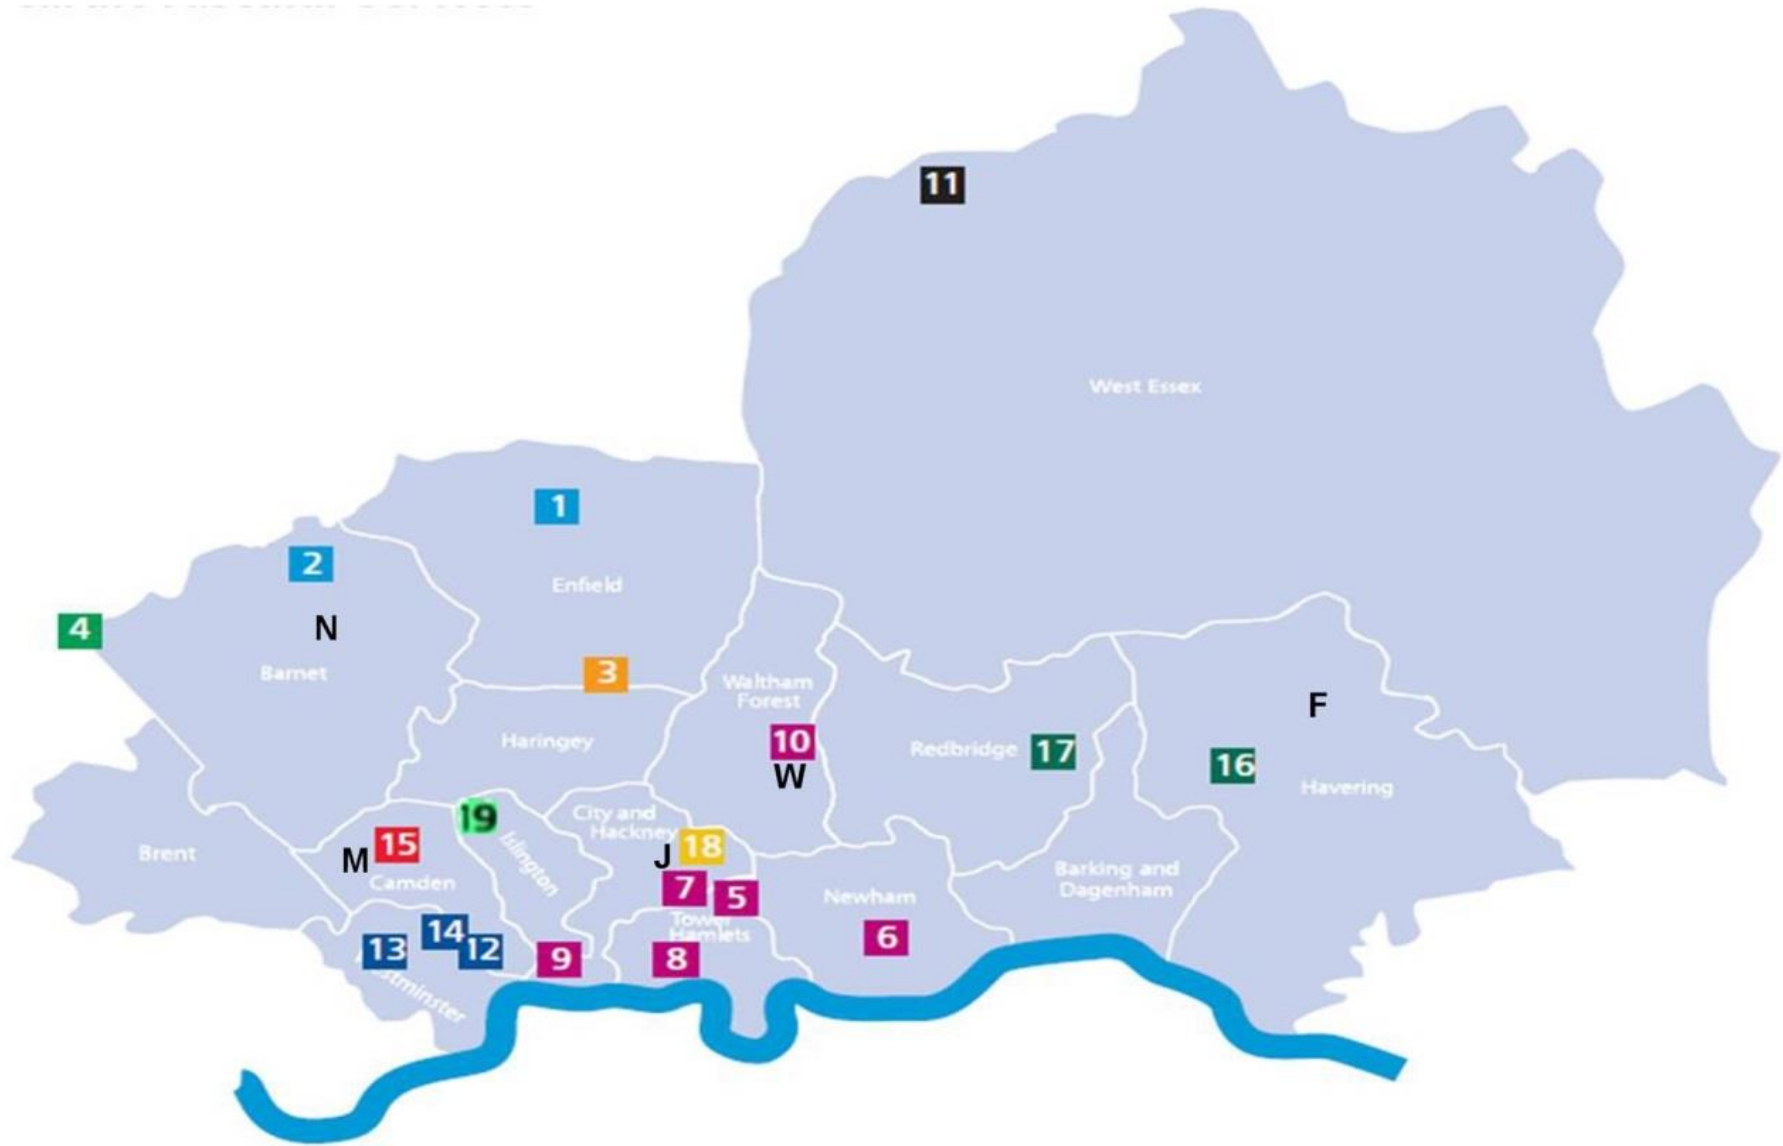 11
West Essex
1
2
Enfield
4
N
3
Barnet
Waltham
Forest
F
Haringey
10
Redbridge
17
16
W
Havering
19
City and
Hackney
18
15
Brent
M
Islington
J
Camden
Barking and
Dagenham
7
5
Newham
Tower
Hamlets
14
13
12
9
8
6